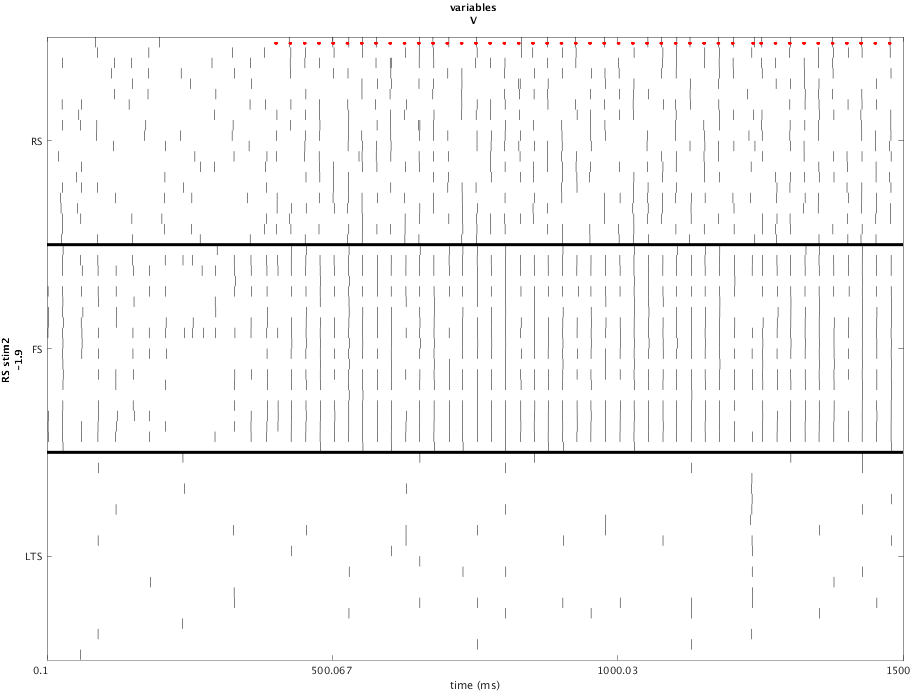 variables
V
RS
FS
LTS
RS stim2
-1.9
0.1
500.067
1000.03
1500
time (ms)